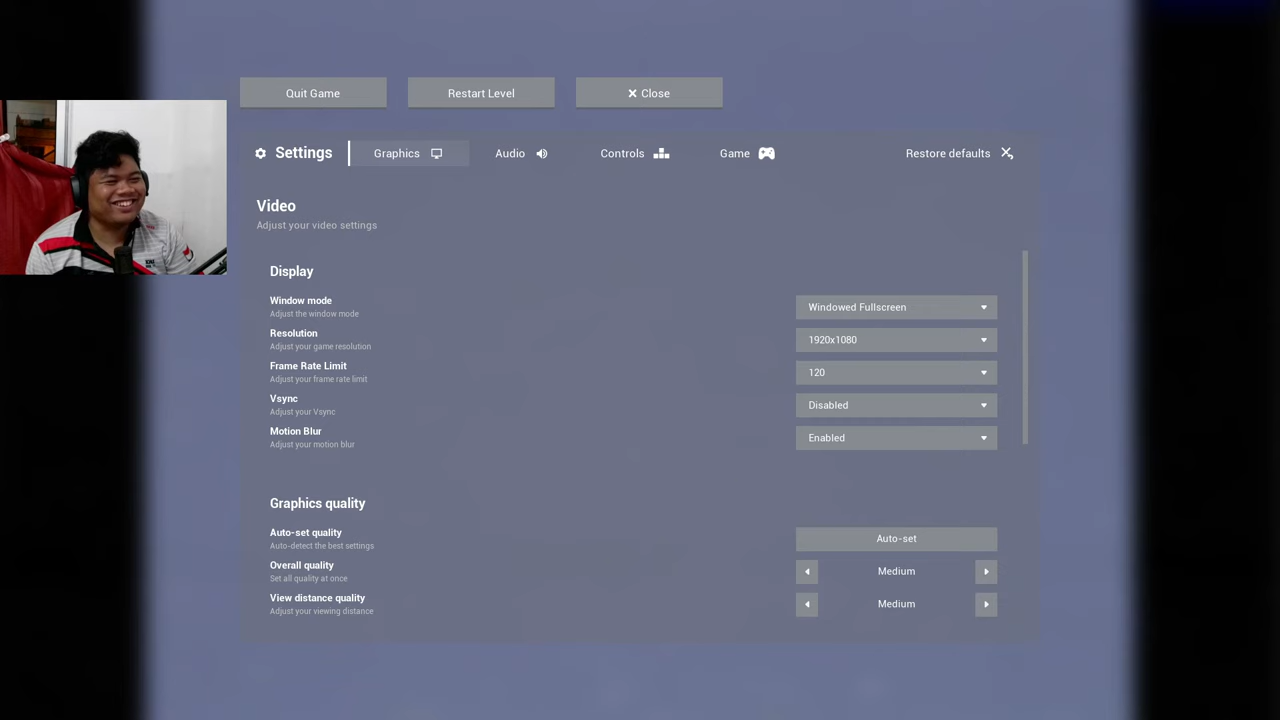 Quit Game
Restart Level
Close
Settings
Graphics
Audio
Controls
Game
Restore defaults
Video
Adjust your video settings
Display
Window mode
Adjust the window mode
Windowed Fullscreen
Resolution
Adjust your game resolution
1920x1080
Frame Rate Limit
Adjust your frame rate limit
120
Vsync
Adjust your Vsync
Disabled
Motion Blur
Adjust your motion blur
Enabled
Graphics quality
Auto-set quality
Auto-detect the best settings
Auto-set
Overall quality
Set all quality at once
Medium
View distance quality
Adjust your viewing distance
Medium